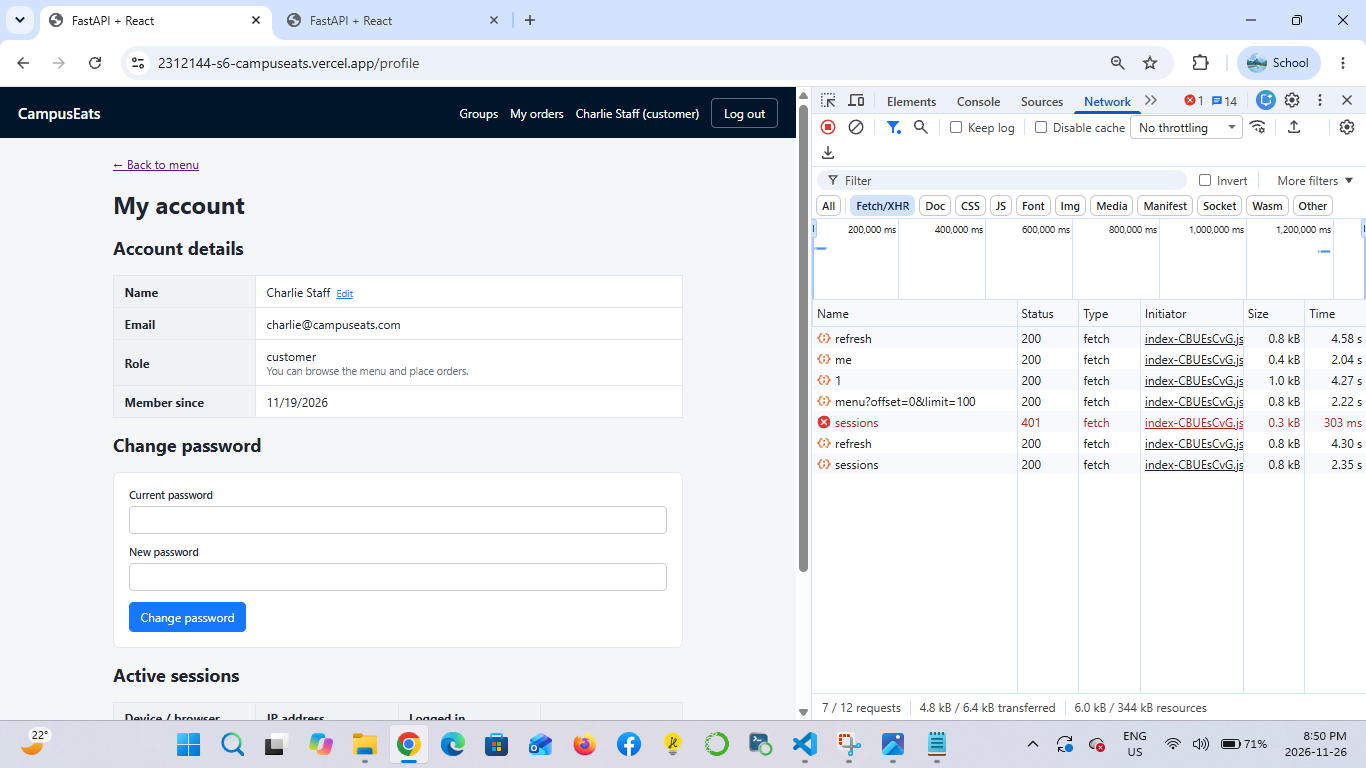 FastAPI + React
FastAPI + React
2312144-s6-campuseats.vercel.app/profile
School
CampusEats
Groups My orders Charlie Staff (customer) Log out
← Back to menu
My account
Account details
Name Charlie Staff Edit
Email charlie@campuseats.com
Role customer
You can browse the menu and place orders.
Member since 11/19/2026
Change password
Current password
New password
Change password
Active sessions
Device / browser IP address Logged in
Elements Console Sources Network 1 14
Keep log Disable cache No throttling
Filter Invert More filters
All Fetch/XHR Doc CSS JS Font Img Media Manifest Socket Wasm Other
200,000 ms 400,000 ms 600,000 ms 800,000 ms 1,000,000 ms 1,200,000 ms
Name Status Type Initiator Size Time
refresh 200 fetch index-CBUEsCvG.js 0.8 kB 4.58 s
me 200 fetch index-CBUEsCvG.js 0.4 kB 2.04 s
1 200 fetch index-CBUEsCvG.js 1.0 kB 4.27 s
menu?offset=0&limit=100 200 fetch index-CBUEsCvG.js 0.8 kB 2.22 s
sessions 401 fetch index-CBUEsCvG.js 0.3 kB 303 ms
refresh 200 fetch index-CBUEsCvG.js 0.8 kB 4.30 s
sessions 200 fetch index-CBUEsCvG.js 0.8 kB 2.35 s
7 / 12 requests 4.8 kB / 6.4 kB transferred 6.0 kB / 344 kB resources
22°
ENG
US
71%
8:50 PM
2026-11-26